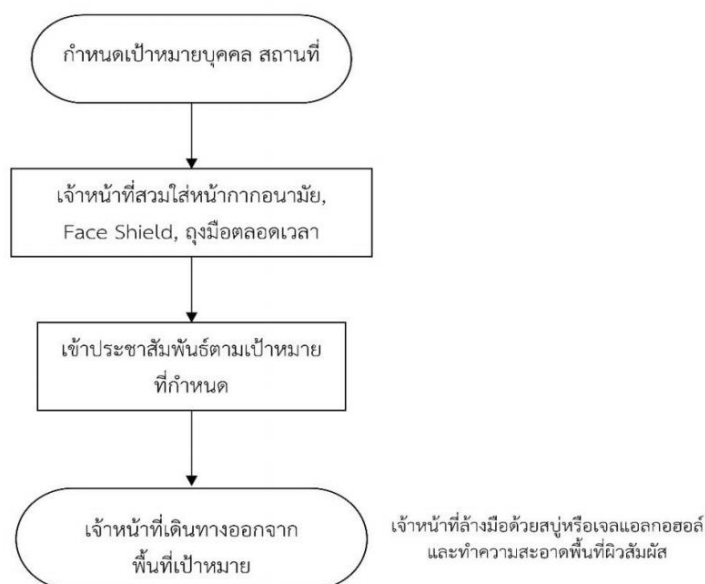 กำหนดเป้าหมายบุคคล สถานที่
เจ้าหน้าที่สวมใส่หน้ากากอนามัย,
Face Shield, ถุงมือตลอดเวลา
เข้าประชาสัมพันธ์ตามเป้าหมาย
ที่กำหนด
เจ้าหน้าที่เดินทางออกจาก
พื้นที่เป้าหมาย
เจ้าหน้าที่ล้างมือด้วยสบู่หรือเจลแอลกอฮอล์
และทำความสะอาดพื้นที่ผิวสัมผัส